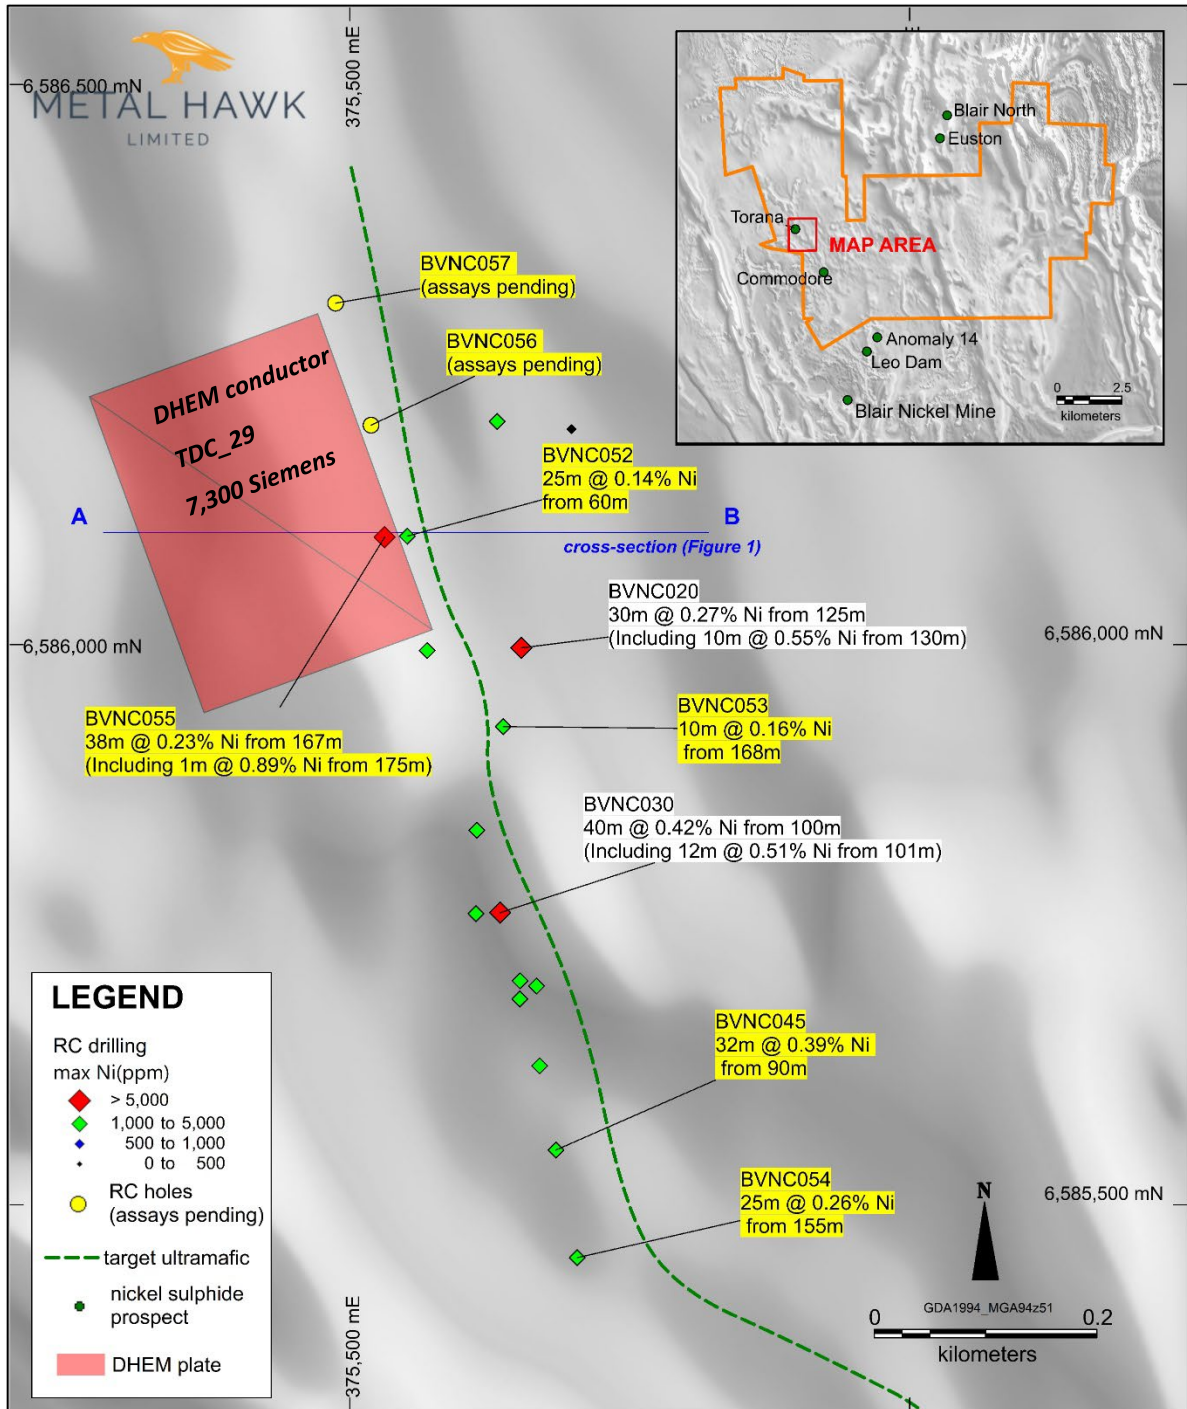 METAL HAWK
LIMITED
6,586,500 mN
375,500 mE
Blair North
Euston
Torana
MAP AREA
Commodore
Anomaly 14
Leo Dam
Blair Nickel Mine
0 2.5
kilometers
BVNC057
(assays pending)
BVNC056
(assays pending)
DHEM conductor
TDC_29
7,300 Siemens
BVNC052
25m @ 0.14% Ni
from 60m
A
B
cross-section (Figure 1)
BVNC020
30m @ 0.27% Ni from 125m
(Including 10m @ 0.55% Ni from 130m)
6,586,000 mN
6,586,000 mN
BVNC055
38m @ 0.23% Ni from 167m
(Including 1m @ 0.89% Ni from 175m)
BVNC053
10m @ 0.16% Ni
from 168m
BVNC030
40m @ 0.42% Ni from 100m
(Including 12m @ 0.51% Ni from 101m)
BVNC045
32m @ 0.39% Ni
from 90m
BVNC054
25m @ 0.26% Ni
from 155m
6,585,500 mN
LEGEND
RC drilling
max Ni(ppm)
> 5,000
1,000 to 5,000
500 to 1,000
0 to 500
RC holes
(assays pending)
target ultramafic
nickel sulphide
prospect
DHEM plate
375,500 mE
N
GDA1994_MGA94z51
0 0.2
kilometers